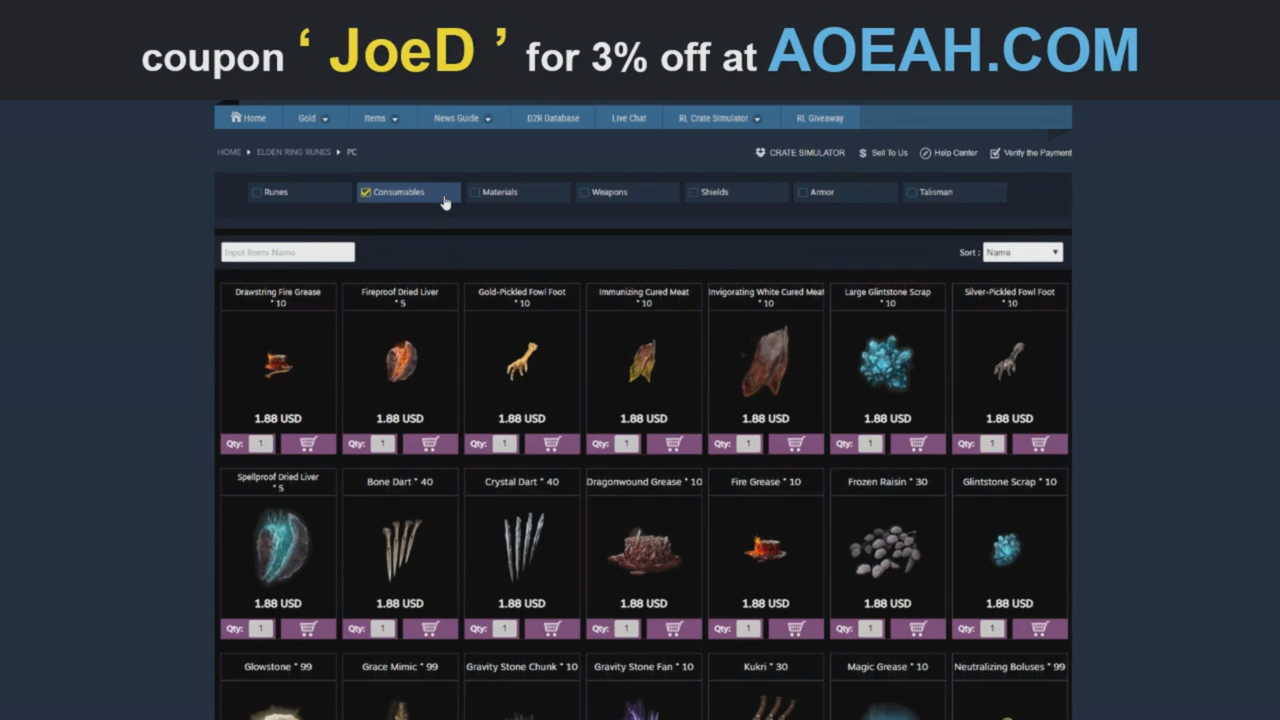 coupon ‘ JoeD ’ for 3% off at AOEAH.COM
Home Gold Items News Guide D2R Database Live Chat RL Crate Simulator RL Giveaway
HOME ELDEN RING RUNES PC CRATE SIMULATOR $ Sell To Us Help Center Verify the Payment
Runes Consumables Materials Weapons Shields Armor Talisman
Input Items Name Sort : Name
Drawstring Fire Grease * 10
Fireproof Dried Liver * 5
Gold-Pickled Fowl Foot * 10
Immunizing Cured Meat * 10
Invigorating White Cured Meat * 10
Large Glintstone Scrap * 10
Silver-Pickled Fowl Foot * 10
1.88 USD 1.88 USD 1.88 USD 1.88 USD 1.88 USD 1.88 USD 1.88 USD
Qty: 1 Qty: 1 Qty: 1 Qty: 1 Qty: 1 Qty: 1 Qty: 1
Spellproof Dried Liver * 5
Bone Dart * 40
Crystal Dart * 40
Dragonwound Grease * 10
Fire Grease * 10
Frozen Raisin * 30
Glintstone Scrap * 10
1.88 USD 1.88 USD 1.88 USD 1.88 USD 1.88 USD 1.88 USD 1.88 USD
Qty: 1 Qty: 1 Qty: 1 Qty: 1 Qty: 1 Qty: 1 Qty: 1
Glowstone * 99
Grace Mimic * 99
Gravity Stone Chunk * 10
Gravity Stone Fan * 10
Kukri * 30
Magic Grease * 10
Neutralizing Boluses * 99